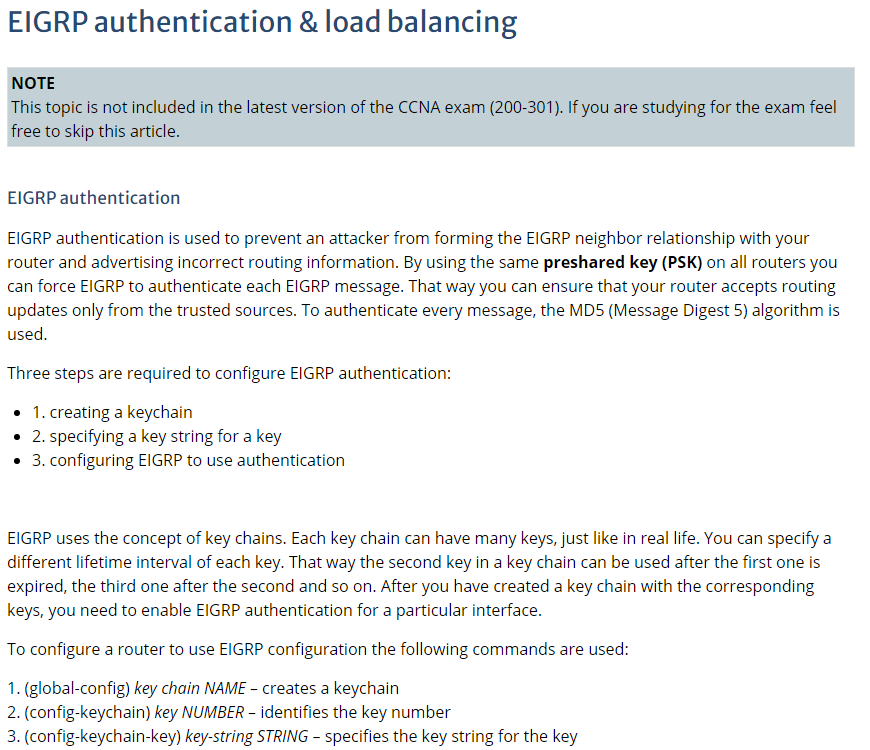 EIGRP authentication & load balancing
NOTE
This topic is not included in the latest version of the CCNA exam (200-301). If you are studying for the exam feel
free to skip this article.
EIGRP authentication
EIGRP authentication is used to prevent an attacker from forming the EIGRP neighbor relationship with your
router and advertising incorrect routing information. By using the same preshared key (PSK) on all routers you
can force EIGRP to authenticate each EIGRP message. That way you can ensure that your router accepts routing
updates only from the trusted sources. To authenticate every message, the MD5 (Message Digest 5) algorithm is
used.
Three steps are required to configure EIGRP authentication:
• 1. creating a keychain
• 2. specifying a key string for a key
• 3. configuring EIGRP to use authentication
EIGRP uses the concept of key chains. Each key chain can have many keys, just like in real life. You can specify a
different lifetime interval of each key. That way the second key in a key chain can be used after the first one is
expired, the third one after the second and so on. After you have created a key chain with the corresponding
keys, you need to enable EIGRP authentication for a particular interface.
To configure a router to use EIGRP configuration the following commands are used:
1. (global-config) key chain NAME – creates a keychain
2. (config-keychain) key NUMBER – identifies the key number
3. (config-keychain-key) key-string STRING – specifies the key string for the key